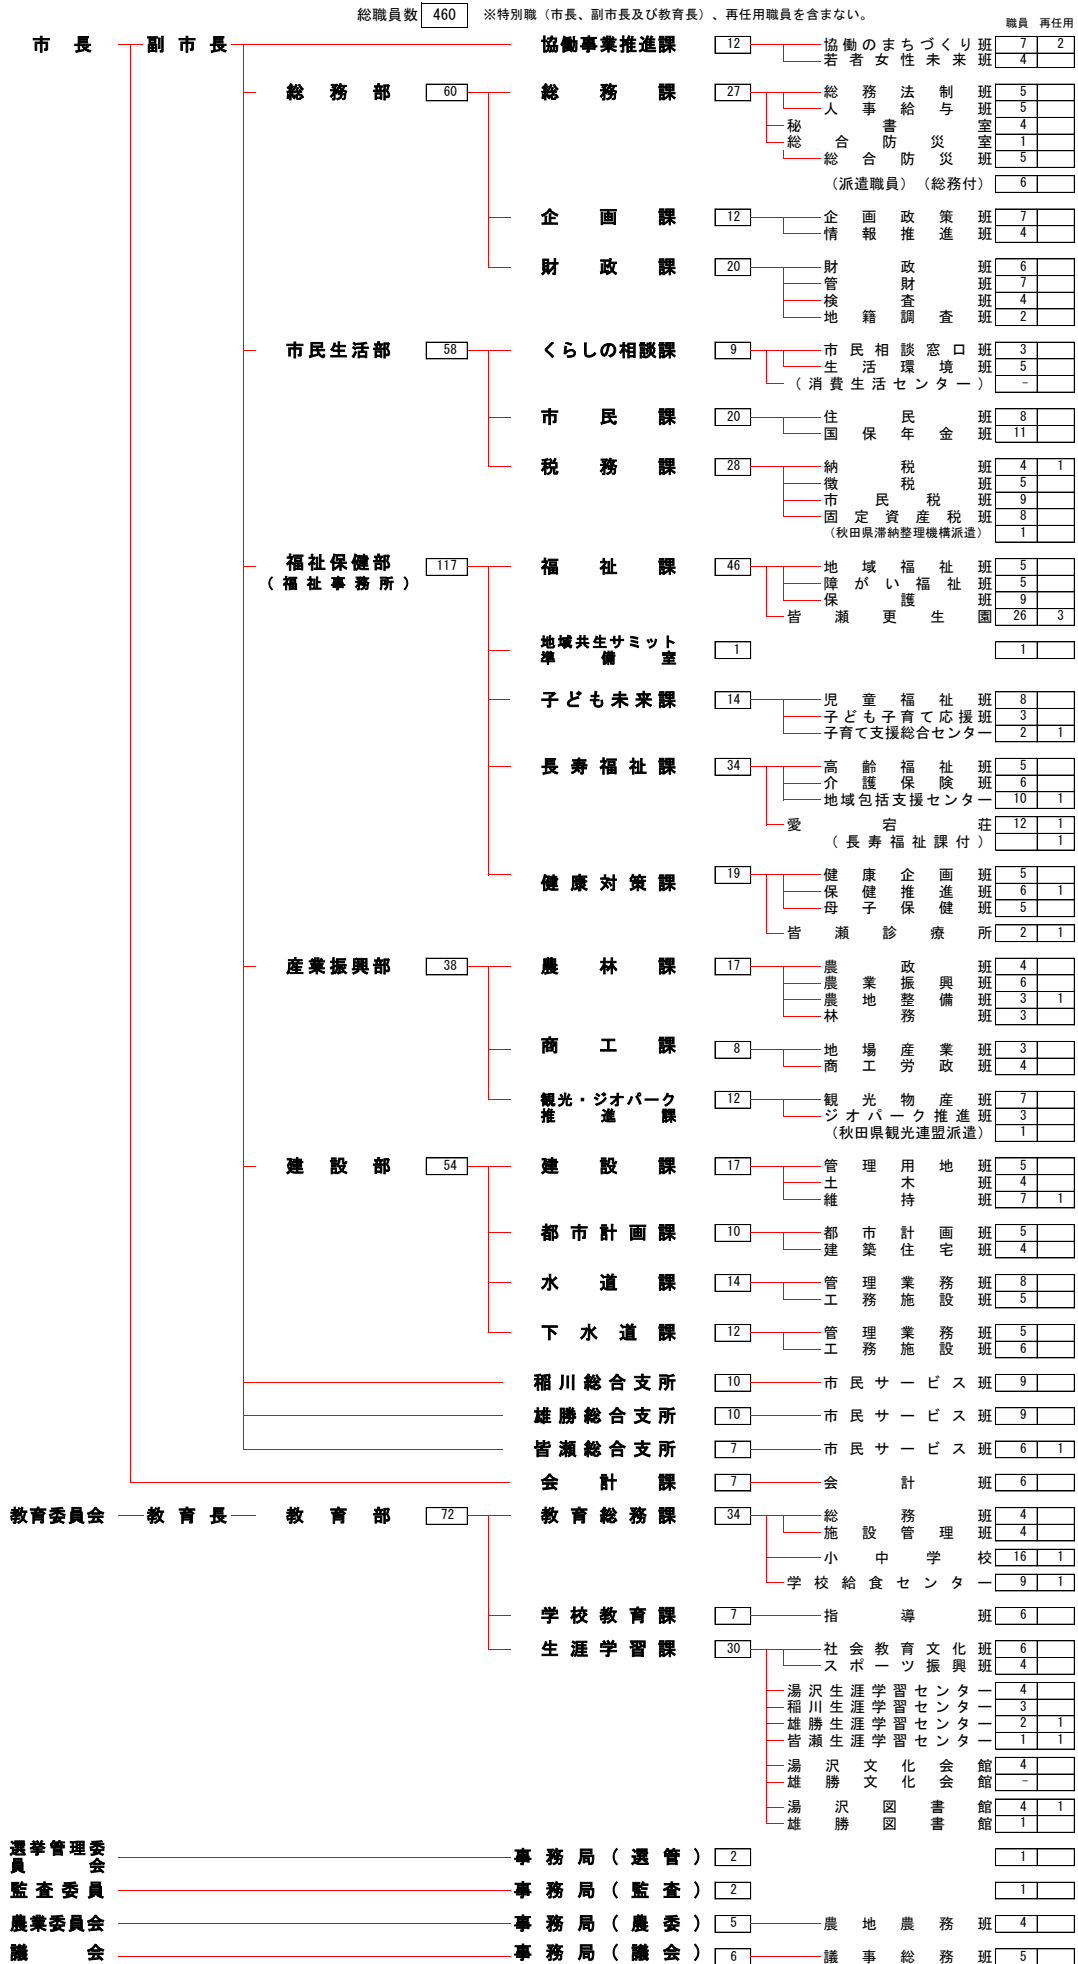 総職員数 460 ※特別職（市長、副市長及び教育長）、再任用職員を含まない。
職員 再任用
市長 副市長 協働事業推進課 12 協働のまちづくり班 7 2
若者女性未来班 4
総務部 60 総務課 27 総務法制班 5
人事給与班 5
秘書室 4
総合防災室 1
総合防災班 5
（派遣職員）（総務付） 6
企画課 12 企画政策班 7
情報推進班 4
財政課 20 財政班 6
管財班 7
検査班 4
地籍調査班 2
市民生活部 58 くらしの相談課 9 市民相談窓口班 3
生活環境班 5
（消費生活センター） -
市民課 20 住民班 8
国保年金班 11
税務課 28 納税班 4 1
徴税班 5
市民税班 9
固定資産税班 8
（秋田県滞納整理機構派遣） 1
福祉保健部 117 福祉課 46 地域福祉班 5
（福祉事務所） 障がい福祉班 5
保護班 9
皆瀬更生園 26 3
地域共生サミット
準備室 1 1
子ども未来課 14 児童福祉班 8
子ども子育て応援班 3
子育て支援総合センター 2 1
長寿福祉課 34 高齢福祉班 5
介護保険班 6
地域包括支援センター 10 1
愛宕荘 12 1
（長寿福祉課付） 1
健康対策課 19 健康企画班 5
保健推進班 6 1
母子保健班 5
皆瀬診療所 2 1
産業振興部 38 農林課 17 農政班 4
農業振興班 6
農地整備班 3 1
林務班 3
商工課 8 地場産業班 3
商工労政班 4
観光・ジオパーク
推進課 12 観光物産班 7
ジオパーク推進班 3
（秋田県観光連盟派遣） 1
建設部 54 建設課 17 管理用地班 5
土木班 4
維持班 7 1
都市計画課 10 都市計画班 5
建築住宅班 4
水道課 14 管理業務班 8
工務施設班 5
下水道課 12 管理業務班 5
工務施設班 6
稲川総合支所 10 市民サービス班 9
雄勝総合支所 10 市民サービス班 9
皆瀬総合支所 7 市民サービス班 6 1
会計課 7 会計班 6
教育委員会 教育長 教育部 72 教育総務課 34 総務班 4
施設管理班 4
小中学校 16 1
学校給食センター 9 1
学校教育課 7 指導班 6
生涯学習課 30 社会教育文化班 6
スポーツ振興班 4
湯沢生涯学習センター 4
稲川生涯学習センター 3
雄勝生涯学習センター 2 1
皆瀬生涯学習センター 1 1
湯沢文化会館 4
雄勝文化会館 -
湯沢図書館 4 1
雄勝図書館 1
選挙管理委
員会 事務局（選管） 2 1
監査委員 事務局（監査） 2 1
農業委員会 事務局（農委） 5 農地農務班 4
議会 事務局（議会） 6 議事総務班 5